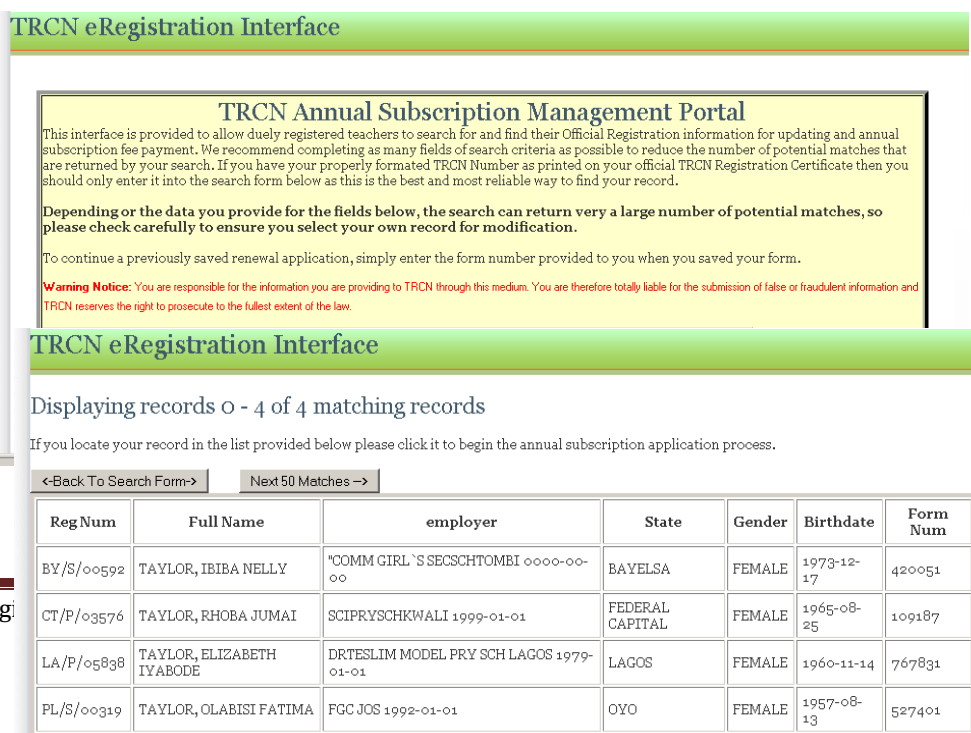 TRCN eRegistration Interface
TRCN Annual Subscription Management Portal
This interface is provided to allow duely registered teachers to search for and find their Official Registration information for updating and annual
subscription fee payment. We recommend completing as many fields of search criteria as possible to reduce the number of potential matches that
are returned by your search. If you have your properly formated TRCN Number as printed on your official TRCN Registration Certificate then you
should only enter it into the search form below as this is the best and most reliable way to find your record.
Depending or the data you provide for the fields below, the search can return very a large number of potential matches, so
please check carefully to ensure you select your own record for modification.
To continue a previously saved renewal application, simply enter the form number provided to you when you saved your form.
Warning Notice: You are responsible for the information you are providing to TRCN through this medium. You are therefore totally liable for the submission of false or fraudulent information and
TRCN reserves the right to prosecute to the fullest extent of the law.
TRCN eRegistration Interface
Displaying records 0 - 4 of 4 matching records
If you locate your record in the list provided below please click it to begin the annual subscription application process.
<-Back To Search Form-> Next 50 Matches -->
Reg Num Full Name employer State Gender Birthdate Form
Num
BY/S/00592 TAYLOR, IBIBA NELLY "COMM GIRL`S SECSCHTOMBI 0000-00-
00 BAYELSA FEMALE 1973-12-
17 420051
gi
CT/P/03576 TAYLOR, RHOBA JUMAI SCIPRYSCHKWALI 1999-01-01 FEDERAL
CAPITAL FEMALE 1965-08-
25 109187
LA/P/05838 TAYLOR, ELIZABETH
IYABODE DRTESLIM MODEL PRY SCH LAGOS 1979-
01-01 LAGOS FEMALE 1960-11-14 767831
PL/S/00319 TAYLOR, OLABISI FATIMA FGC JOS 1992-01-01 OYO FEMALE 1957-08-
13 527401